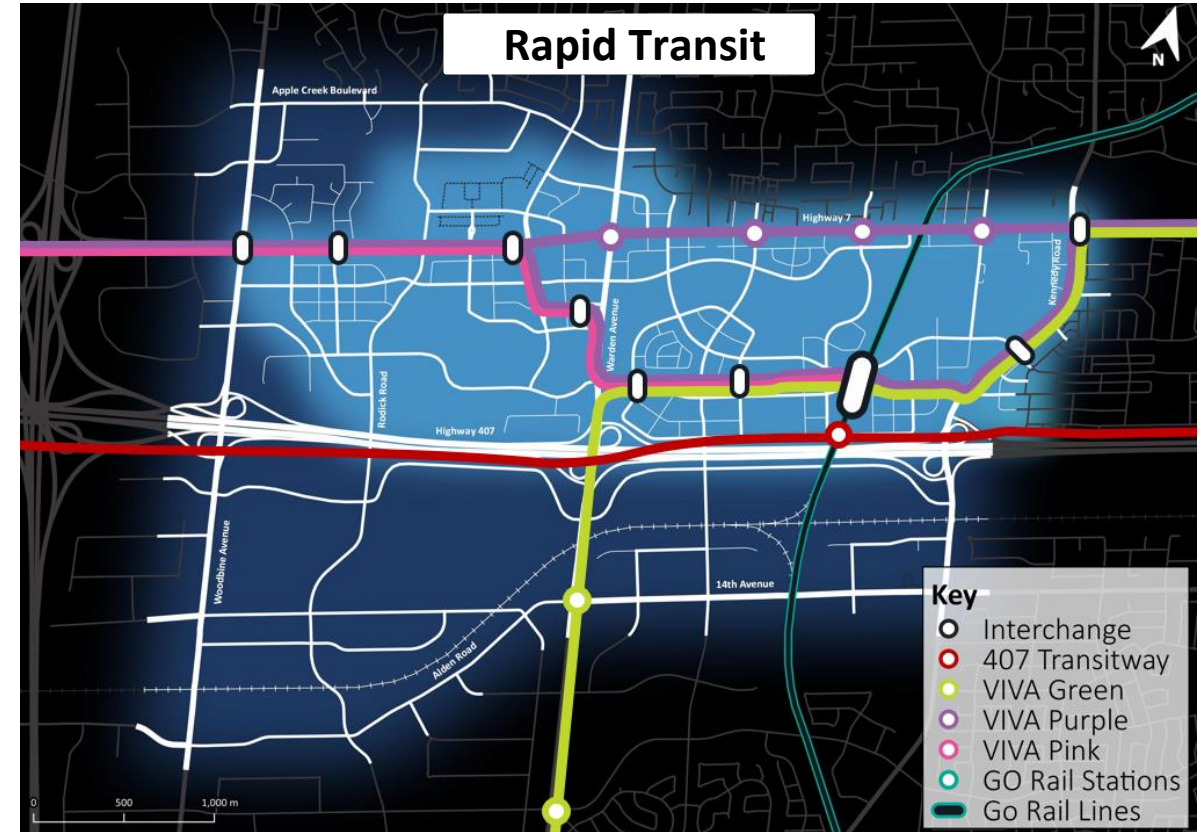 Rapid Transit
N
Apple Creek Boulevard
Highway 7
Kennedy Road
Warden Avenue
Rodick Road
Highway 407
Woodbine Avenue
14th Avenue
Alden Road
Key
Interchange
407 Transitway
VIVA Green
VIVA Purple
VIVA Pink
GO Rail Stations
Go Rail Lines
0 500 1,000 m